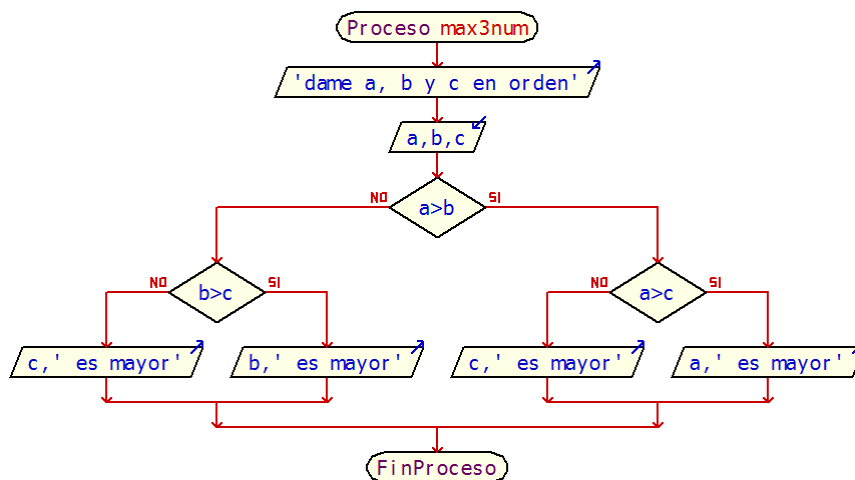 Proceso max3num
'dame a, b y c en orden'
a,b,c
NO
a>b
SI
NO
b>c
SI
NO
a>c
SI
c,' es mayor'
b,' es mayor'
c,' es mayor'
a,' es mayor'
FinProceso